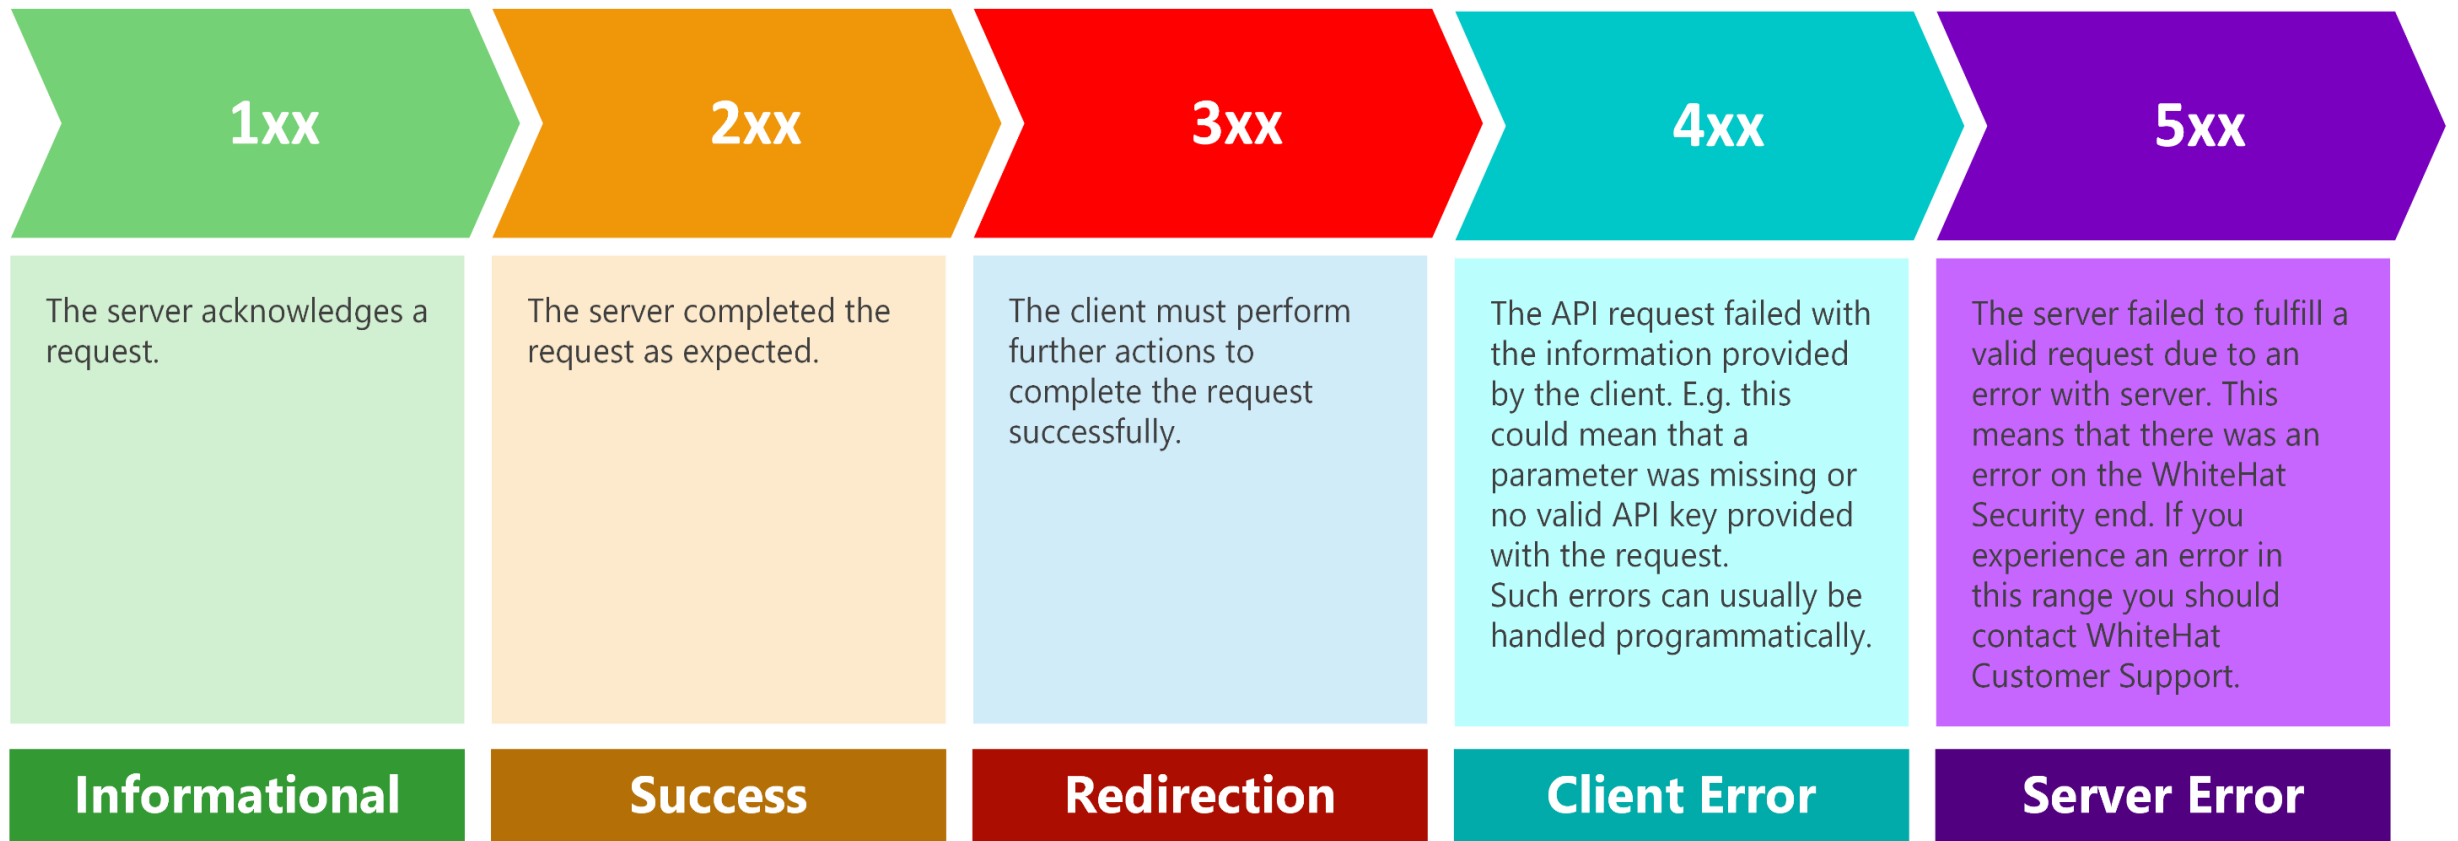 1xx
2xx
3xx
4xx
5xx
The server acknowledges a
request.
The server completed the
request as expected.
The client must perform
further actions to
complete the request
successfully.
The API request failed with
the information provided
by the client. E.g. this
could mean that a
parameter was missing or
no valid API key provided
with the request.
Such errors can usually be
handled programmatically.
The server failed to fulfill a
valid request due to an
error with server. This
means that there was an
error on the WhiteHat
Security end. If you
experience an error in
this range you should
contact WhiteHat
Customer Support.
Informational
Success
Redirection
Client Error
Server Error